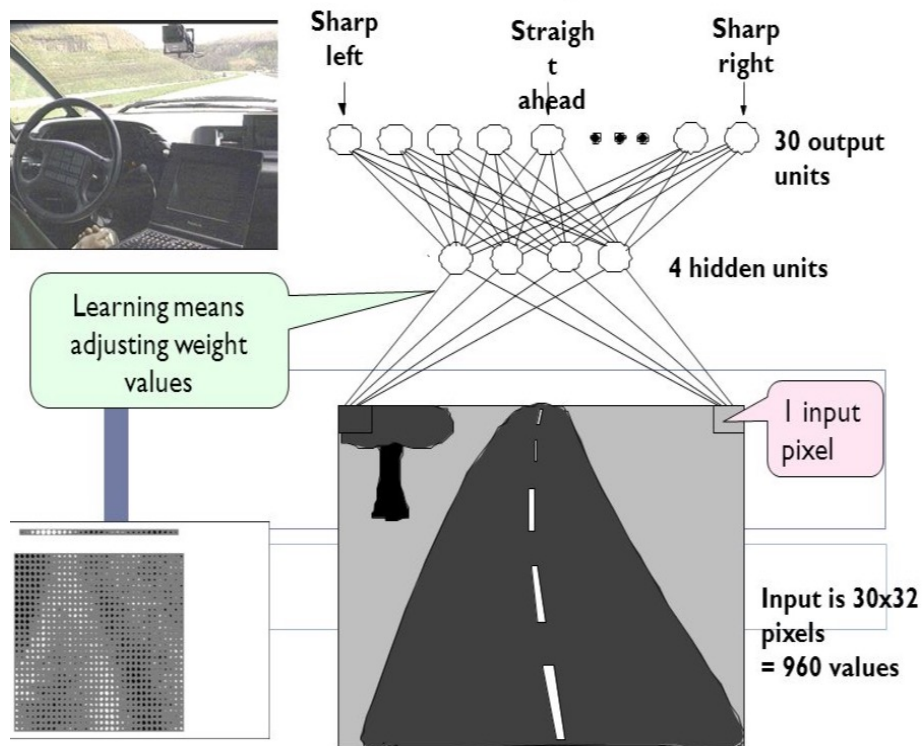 Sharp
left
Straigh
t
ahead
Sharp
right
30 output
units
4 hidden units
Learning means
adjusting weight
values
1 input
pixel
Input is 30x32
pixels
= 960 values